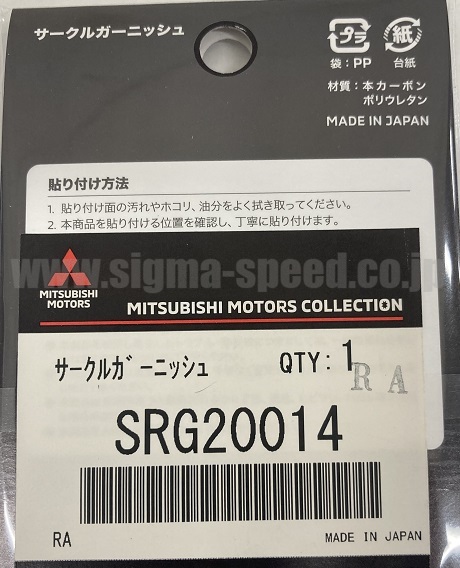 サークルガーニッシュ
プラ
紙
袋：PP
台紙
材質：本カーボン
ポリウレタン
MADE IN JAPAN
貼り付け方法
1. 貼り付け面の汚れやホコリ、油分をよく拭き取ってください。
2. 本商品を貼り付ける位置を確認し、丁寧に貼り付けます。
www.sigma-speed.co.jp
MITSUBISHI
MOTORS
MITSUBISHI MOTORS COLLECTION
サークルガーニッシュ QTY: 1
RA
SRG20014
RA MADE IN JAPAN